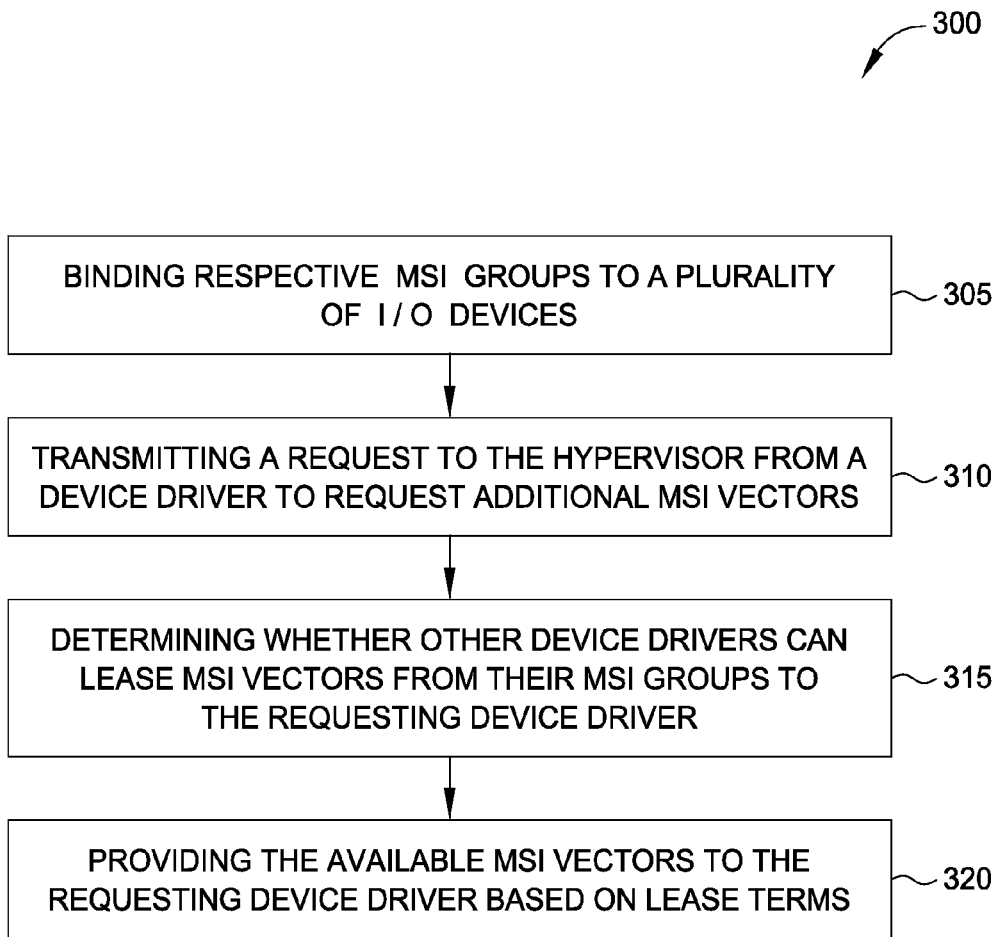 300
BINDING RESPECTIVE MSI GROUPS TO A PLURALITY
OF I / O DEVICES
305
TRANSMITTING A REQUEST TO THE HYPERVISOR FROM A
DEVICE DRIVER TO REQUEST ADDITIONAL MSI VECTORS
310
DETERMINING WHETHER OTHER DEVICE DRIVERS CAN
LEASE MSI VECTORS FROM THEIR MSI GROUPS TO
THE REQUESTING DEVICE DRIVER
315
PROVIDING THE AVAILABLE MSI VECTORS TO THE
REQUESTING DEVICE DRIVER BASED ON LEASE TERMS
320